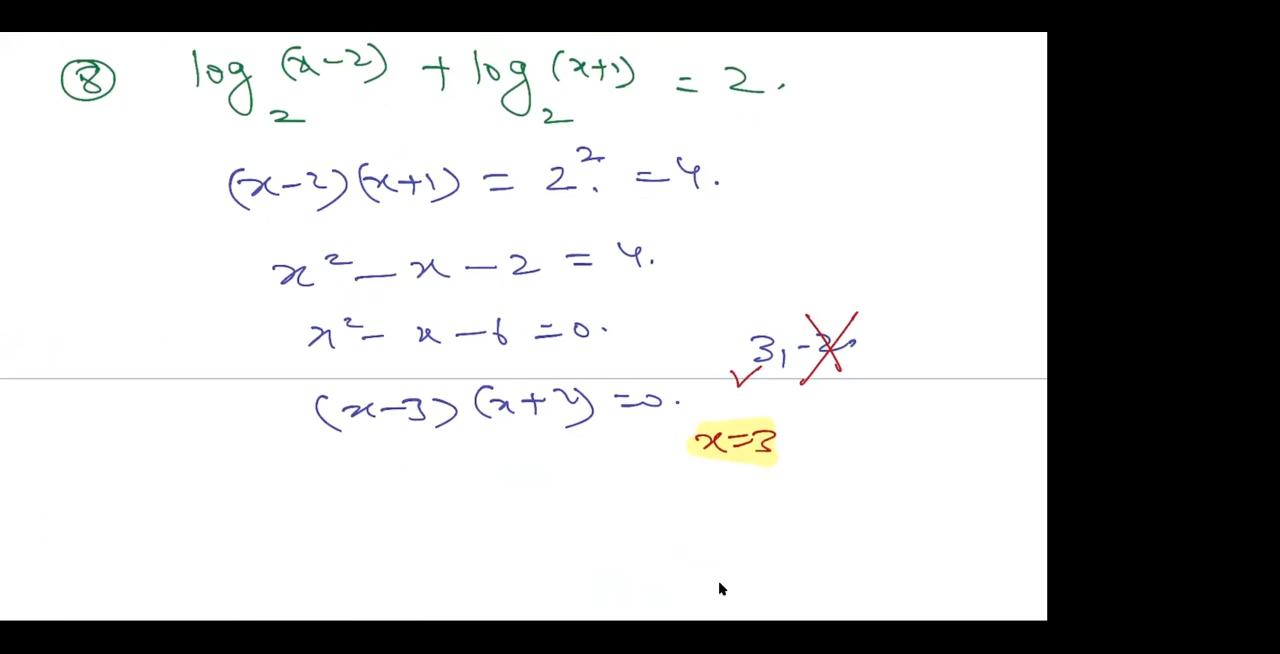 ⑧ log₂(x-2) + log₂(x+1) = 2.
(x-2)(x+1) = 2². = 4.
x² - x - 2 = 4.
x² - x - 6 = 0.
3, -2
(x-3)(x+2) = 0.
x=3